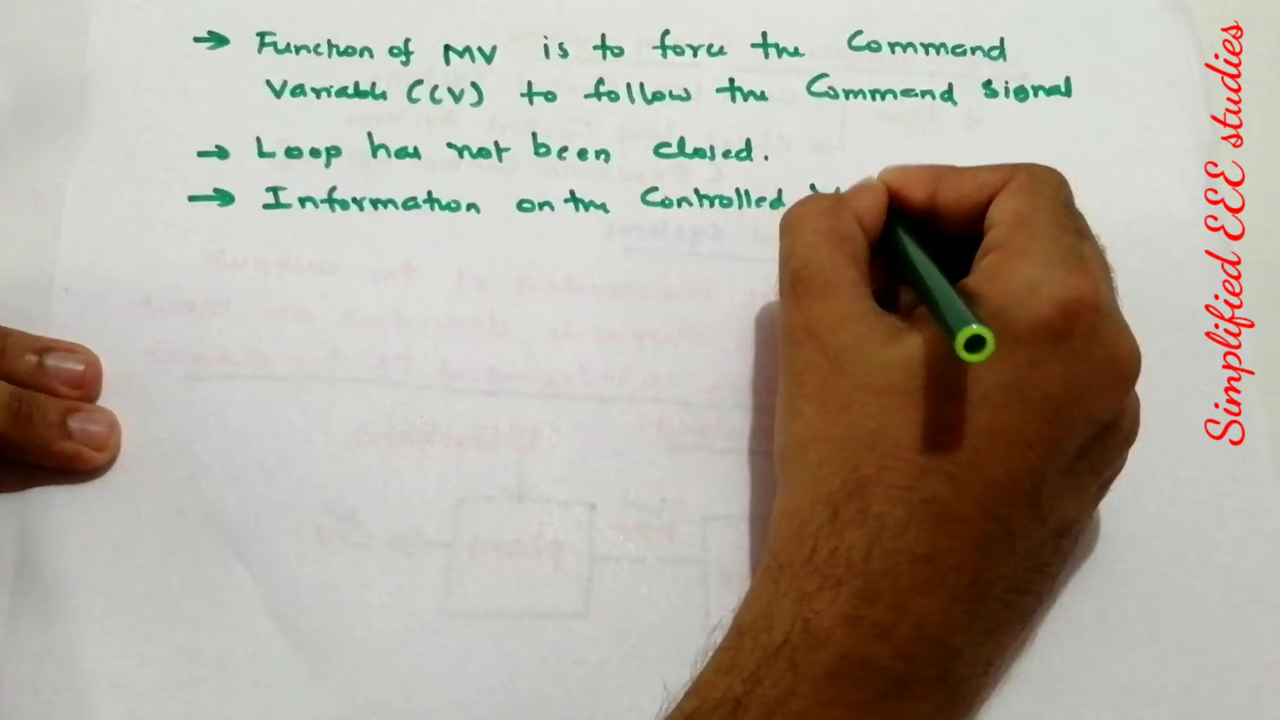 → Function of MV is to force the Command
Variable (CV) to follow the Command Signal
→ Loop has not been closed.
→ Information on the Controlled
Simplified EEE studies